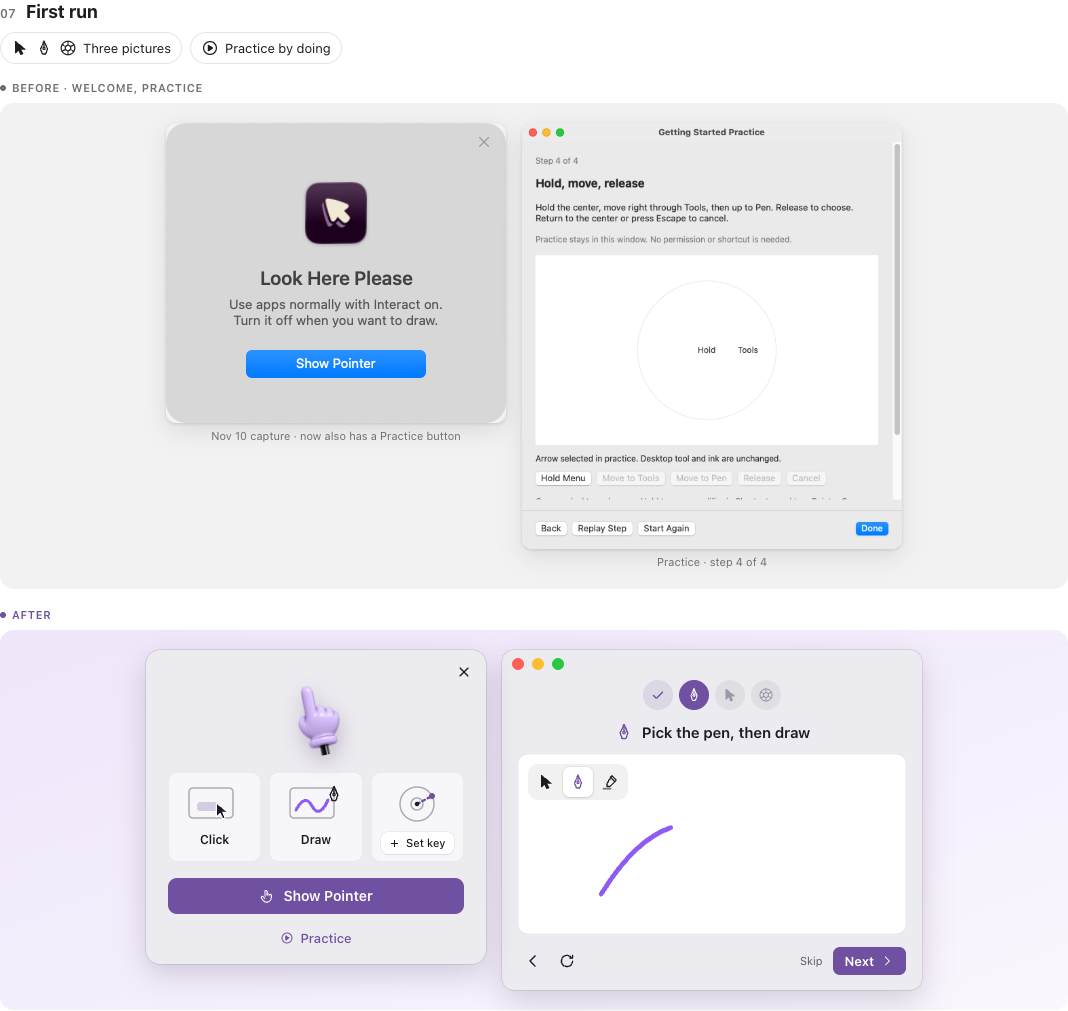 07 First run
Three pictures
Practice by doing
BEFORE · WELCOME, PRACTICE
Look Here Please
Use apps normally with Interact on.
Turn it off when you want to draw.
Show Pointer
Nov 10 capture · now also has a Practice button
Getting Started Practice
Step 4 of 4
Hold, move, release
Hold the center, move right through Tools, then up to Pen. Release to choose.
Return to the center or press Escape to cancel.
Practice stays in this window. No permission or shortcut is needed.
Hold Tools
Arrow selected in practice. Desktop tool and ink are unchanged.
Hold Menu Move to Tools Move to Pen Release Cancel
Back Replay Step Start Again Done
Practice · step 4 of 4
AFTER
Click
Draw
+ Set key
Show Pointer
Practice
Pick the pen, then draw
Skip Next